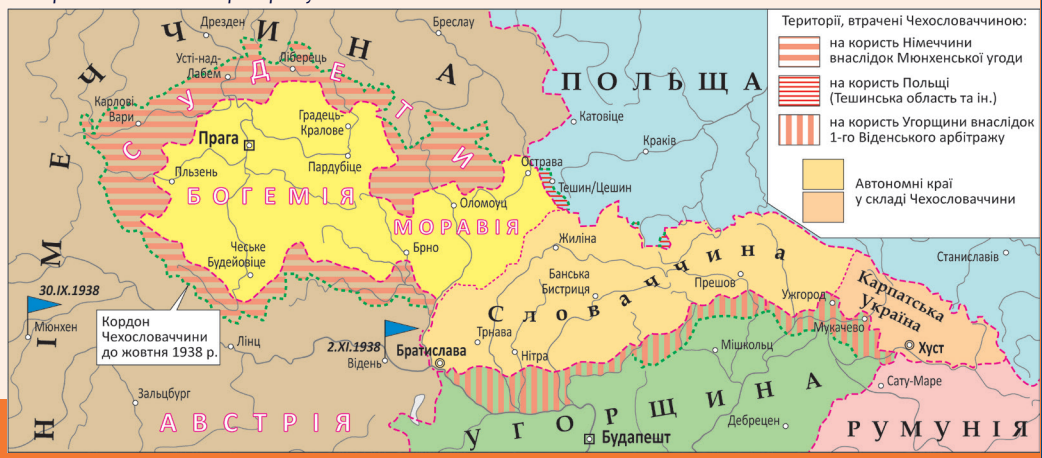 Території, втрачені Чехословаччиною:
на користь Німеччини
внаслідок Мюнхенської угоди
на користь Польщі
(Тешинська область та ін.)
на користь Угорщини внаслідок
1-го Віденського арбітражу
Автономні краї
у складі Чехословаччини
НІМЕЧЧИНА
ПОЛЬЩА
СУДЕТИ
БОГЕМІЯ
МОРАВІЯ
Словаччина
Карпатська
Україна
АВСТРІЯ
УГОРЩИНА
РУМУНІЯ
Дрезден
Бреслау
Усті-над-
Лабем
Ліберець
Карлові
Вари
Градець-
Кралове
Прага
Пардубіце
Пльзень
Катовіце
Краків
Острава
Тешин/Цешин
Оломоуц
Брно
Чеське
Будейовіце
Жиліна
Банська
Бистриця
Прешов
Станиславів
Ужгород
Мукачево
Хуст
30.IX.1938
Мюнхен
Кордон
Чехословаччини
до жовтня 1938 р.
Лінц
2.XI.1938
Відень
Братислава
Трнава
Нітра
Мішкольц
Сату-Маре
Зальцбург
Будапешт
Дебрецен